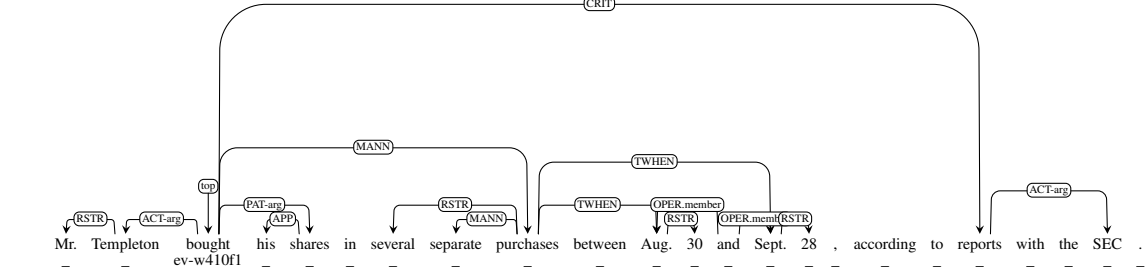 CRIT
MANN
TWHEN
top
ACT-arg
PAT-arg
RSTR
TWHEN
OPER.member
RSTR
ACT-arg
APP
MANN
RSTR
OPER.memb
RSTR
Mr. Templeton bought his shares in several separate purchases between Aug. 30 and Sept. 28 , according to reports with the SEC .
ev-w410f1